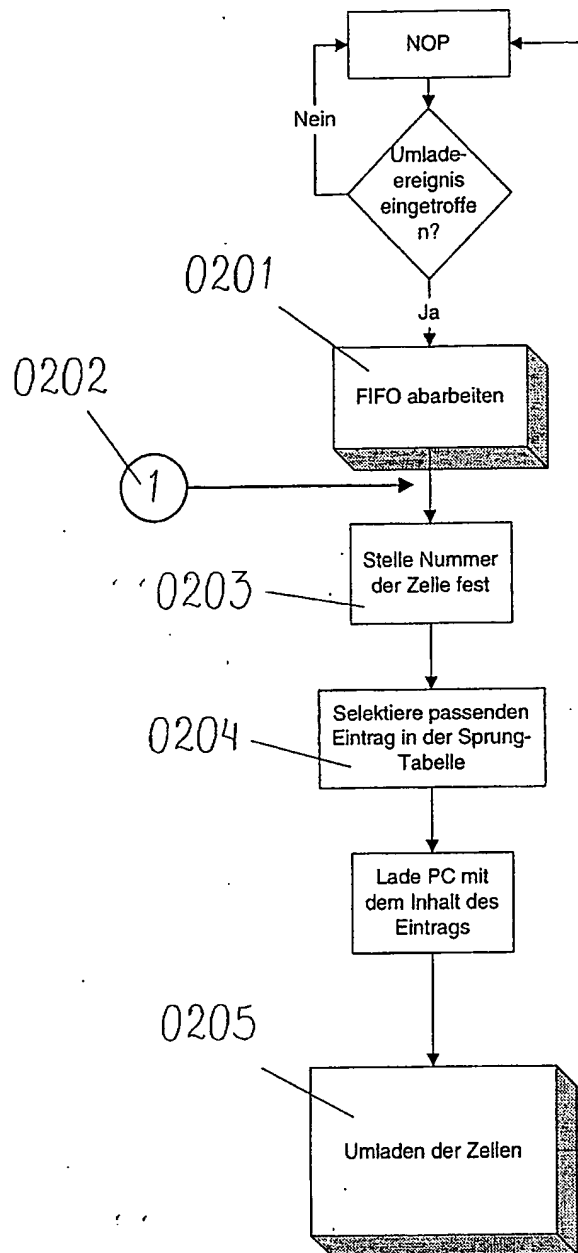 NOP
Nein
Umlade-
ereignis
eingetroffe
n?
Ja
0201
FIFO abarbeiten
0202
1
Stelle Nummer
der Zelle fest
0203
Selektiere passenden
Eintrag in der Sprung-
Tabelle
0204
Lade PC mit
dem Inhalt des
Eintrags
0205
Umladen der Zellen